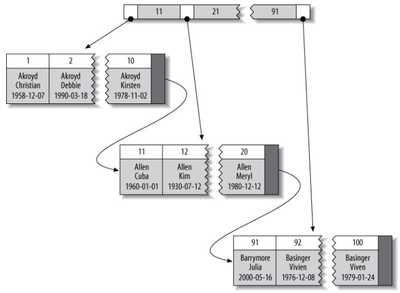 11 21 91
1 2 10
Akroyd Akroyd Akroyd
Christian Debbie Kirsten
1958-12-07 1990-03-18 1978-11-02
11 12 20
Allen Allen Allen
Cuba Kim Meryl
1960-01-01 1930-07-12 1980-12-12
91 92 100
Barrymore Basinger Basinger
Julia Vivien Viven
2000-05-16 1976-12-08 1979-01-24